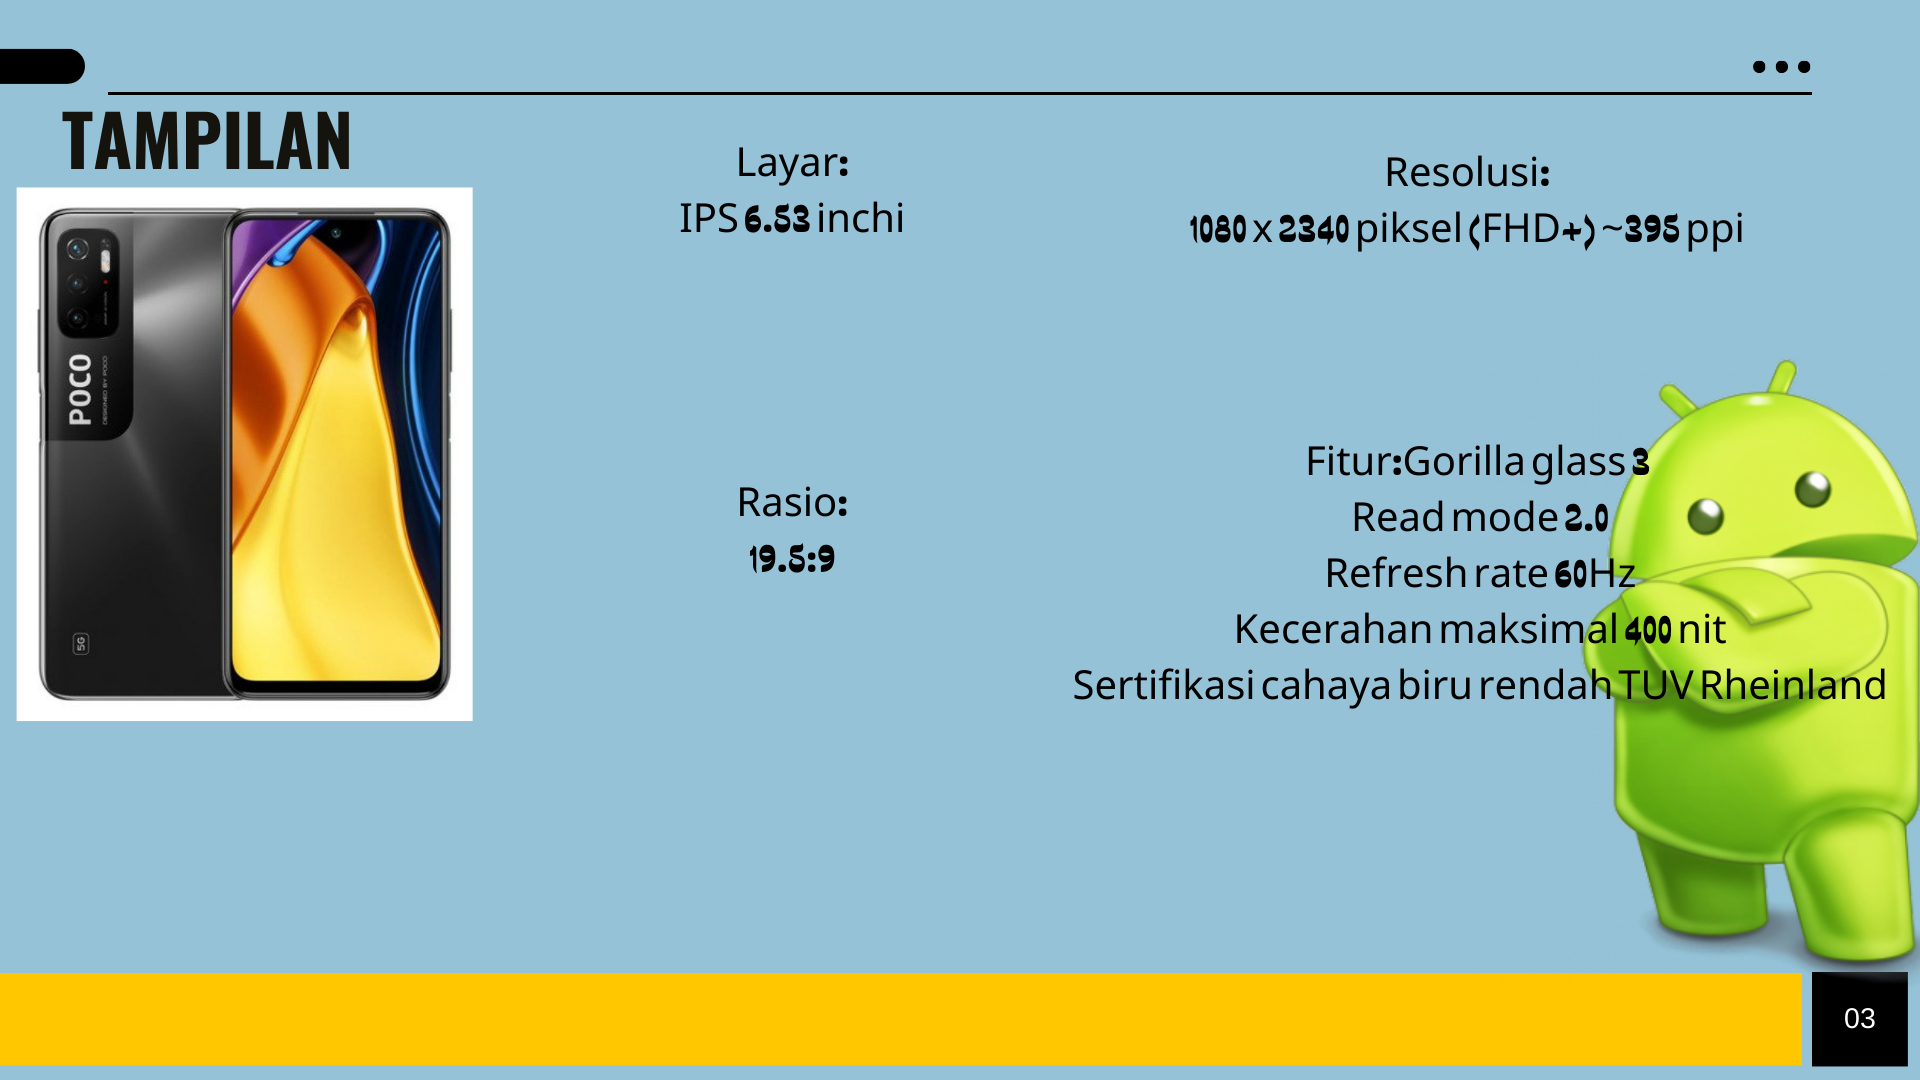 TAMPILAN
Layar:
IPS 6.53 inchi
Resolusi:
1080 x 2340 piksel (FHD+) ~395 ppi
POCO
DESIGNED BY POCO
5G
Rasio:
19.5:9
Fitur:Gorilla glass 3
Read mode 2.0
Refresh rate 60Hz
Kecerahan maksimal 400 nit
Sertifikasi cahaya biru rendah TUV Rheinland
03